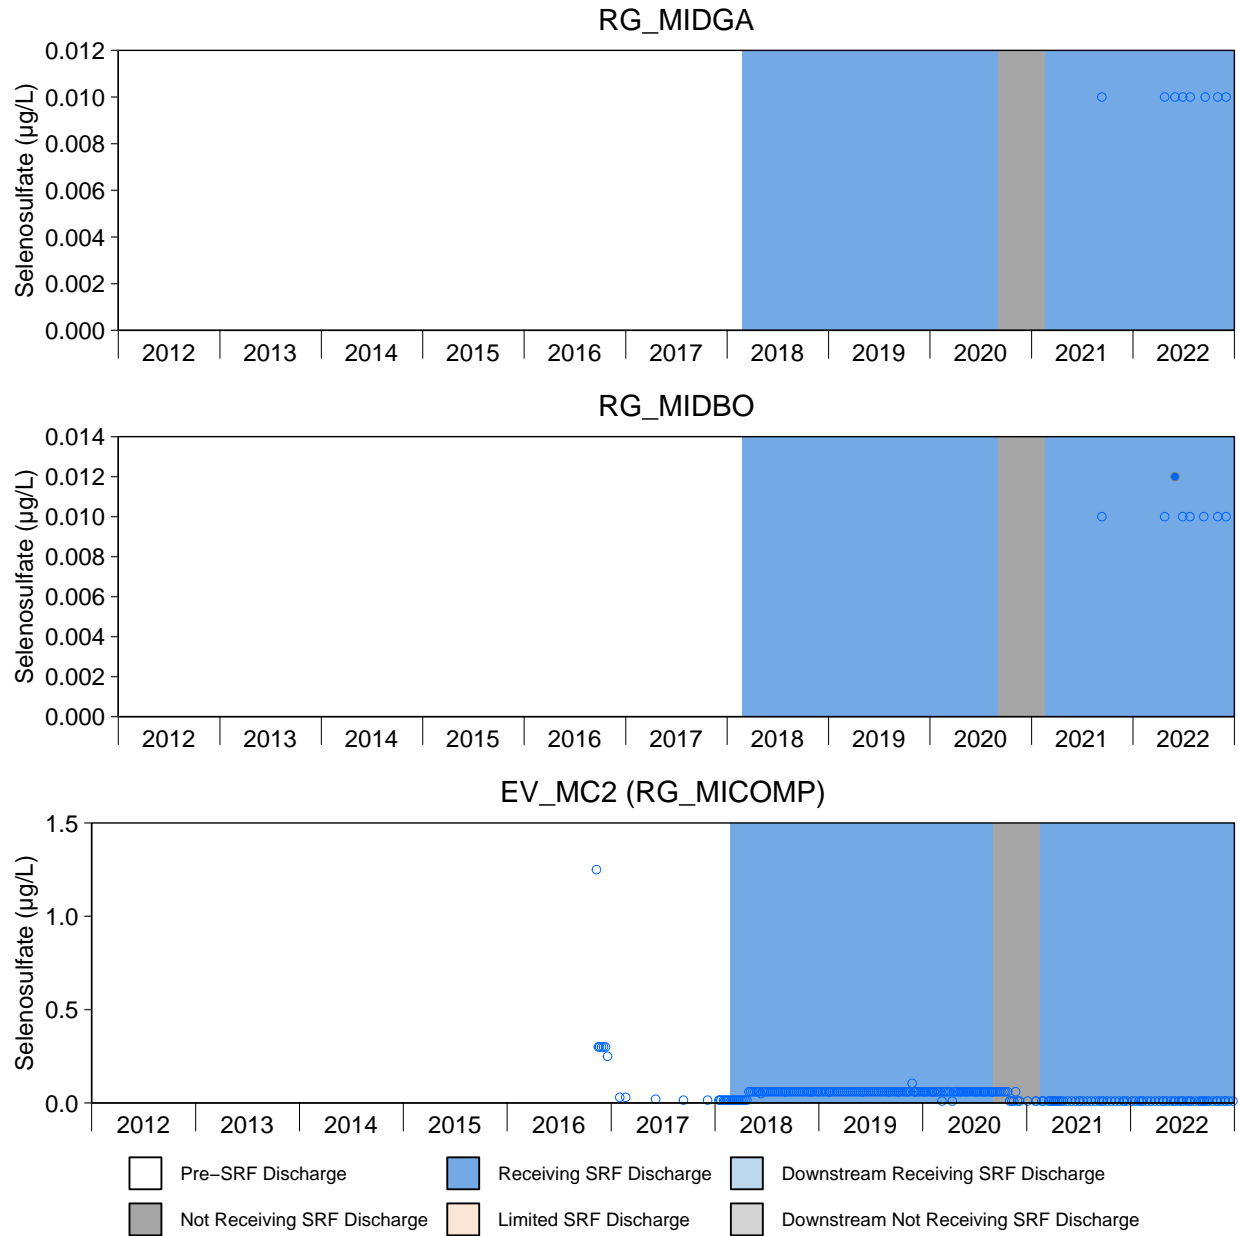 RG_MIDGA
Selenosulfate (µg/L)
0.012
0.010
0.008
0.006
0.004
0.002
0.000
2012 2013 2014 2015 2016 2017 2018 2019 2020 2021 2022
RG_MIDBO
Selenosulfate (µg/L)
0.014
0.012
0.010
0.008
0.006
0.004
0.002
0.000
2012 2013 2014 2015 2016 2017 2018 2019 2020 2021 2022
EV_MC2 (RG_MICOMP)
Selenosulfate (µg/L)
1.5
1.0
0.5
0.0
2012 2013 2014 2015 2016 2017 2018 2019 2020 2021 2022
Pre−SRF Discharge Receiving SRF Discharge Downstream Receiving SRF Discharge
Not Receiving SRF Discharge Limited SRF Discharge Downstream Not Receiving SRF Discharge